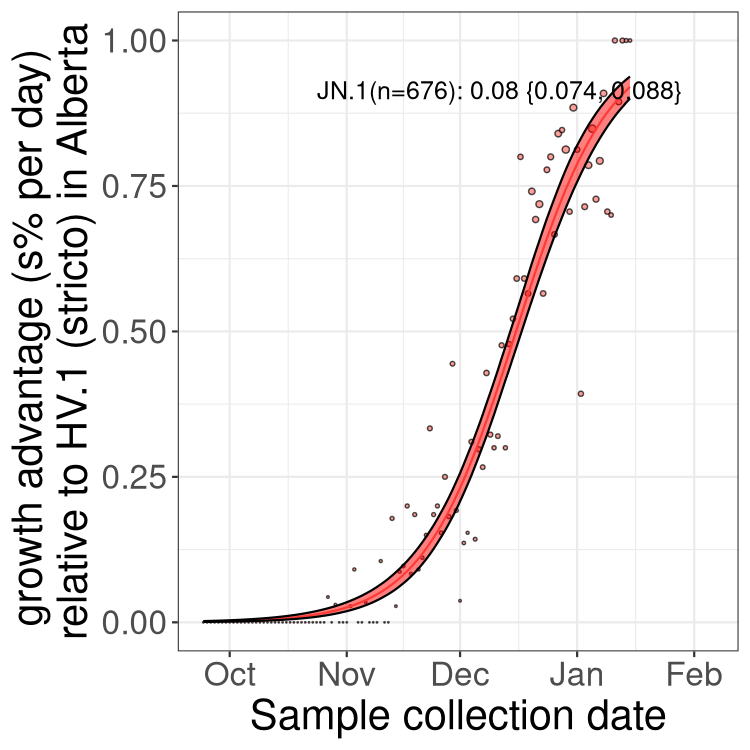 growth advantage (s% per day)
relative to HV.1 (stricto) in Alberta
1.00
0.75
0.50
0.25
0.00
JN.1(n=676): 0.08 {0.074, 0.088}
Oct Nov Dec Jan Feb
Sample collection date